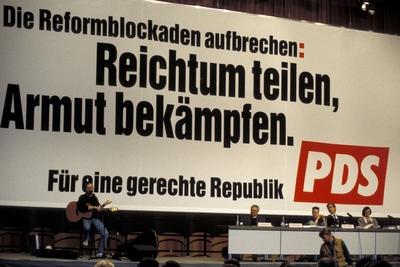 Die Reformblockaden aufbrechen:
Reichtum teilen,
Armut bekämpfen.
Für eine gerechte Republik
PDS